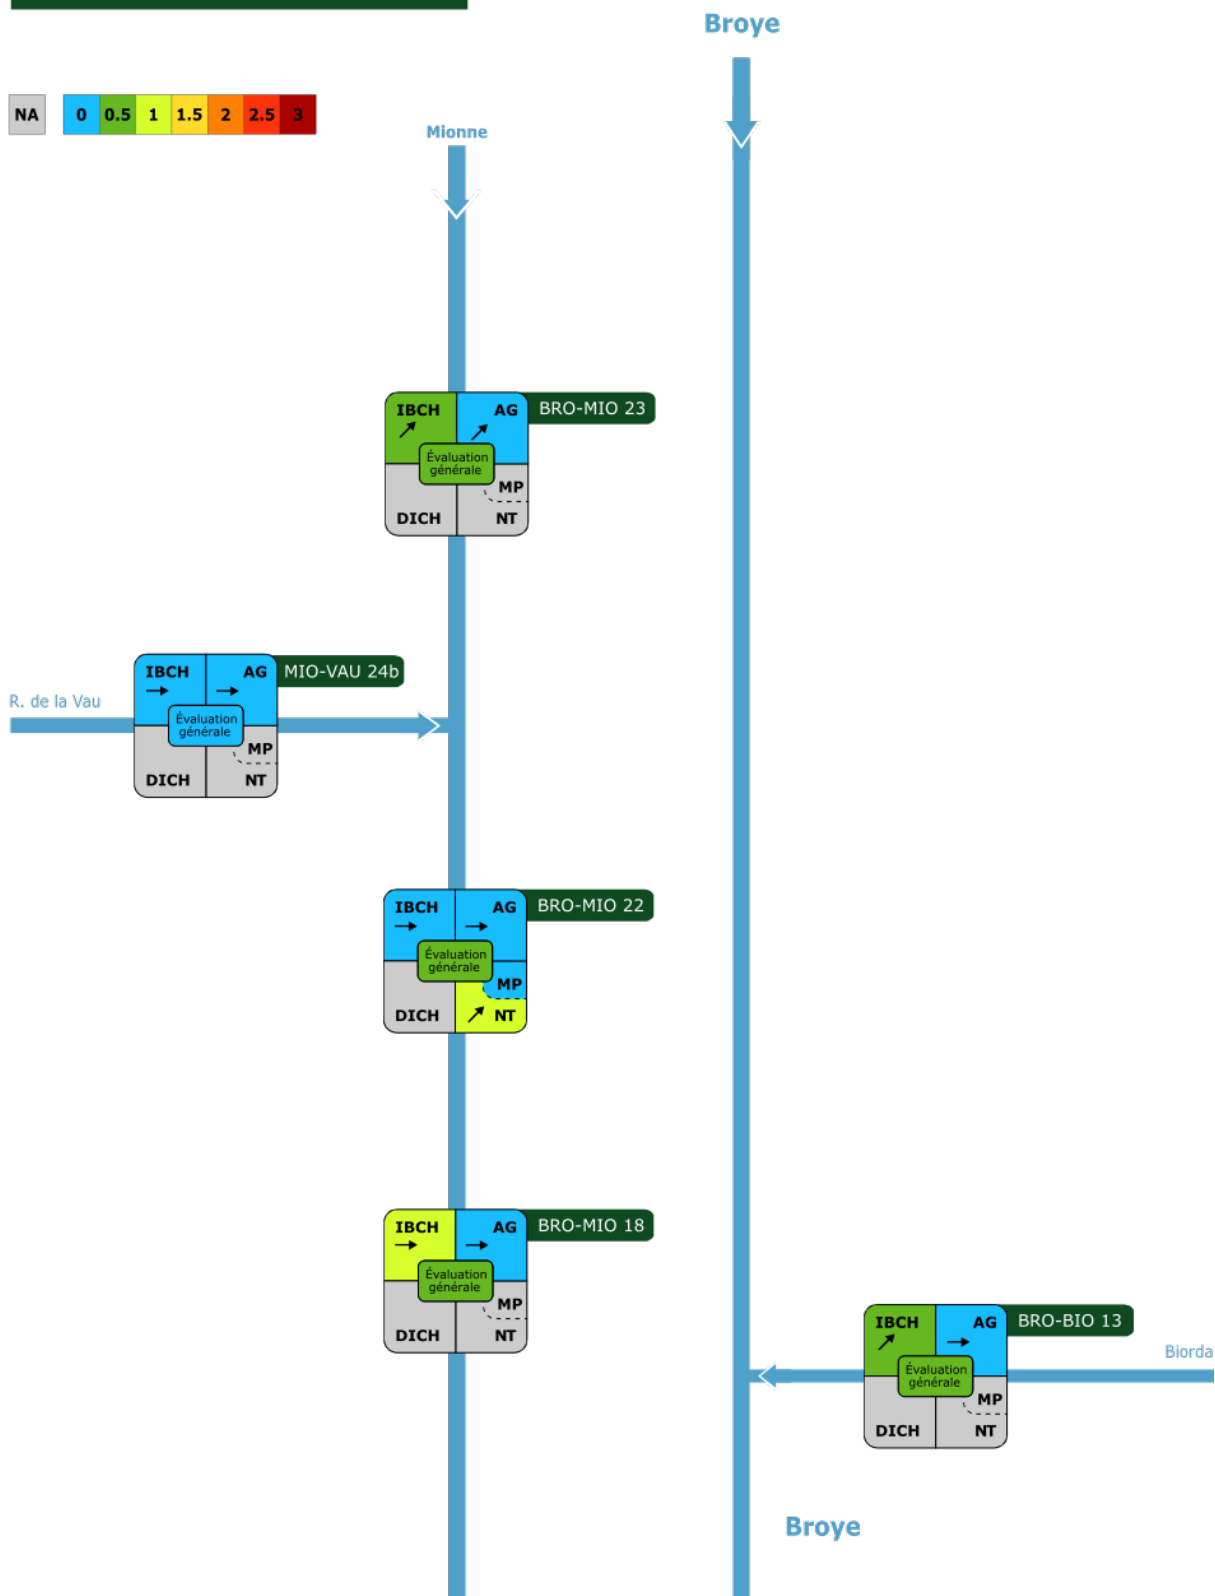 Broye
NA 0 0.5 1 1.5 2 2.5 3
Mionne
IBCH AG BRO-MIO 23
Évaluation
générale
MP
DICH NT
IBCH AG MIO-VAU 24b
R. de la Vau
Évaluation
générale
MP
DICH NT
IBCH AG BRO-MIO 22
Évaluation
générale
MP
DICH NT
IBCH AG BRO-MIO 18
Évaluation
générale
MP
DICH NT
IBCH AG BRO-BIO 13
Biorda
Évaluation
générale
MP
DICH NT
Broye